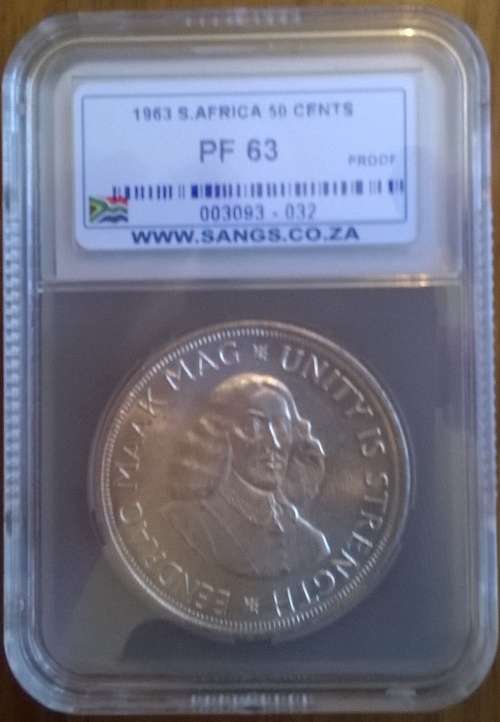 1963 S.AFRICA 50 CENTS
PF 63
PROOF
003093 - 032
WWW.SANGS.CO.ZA
EENDRAG MAAK MAG * UNITY IS STRENGTH *